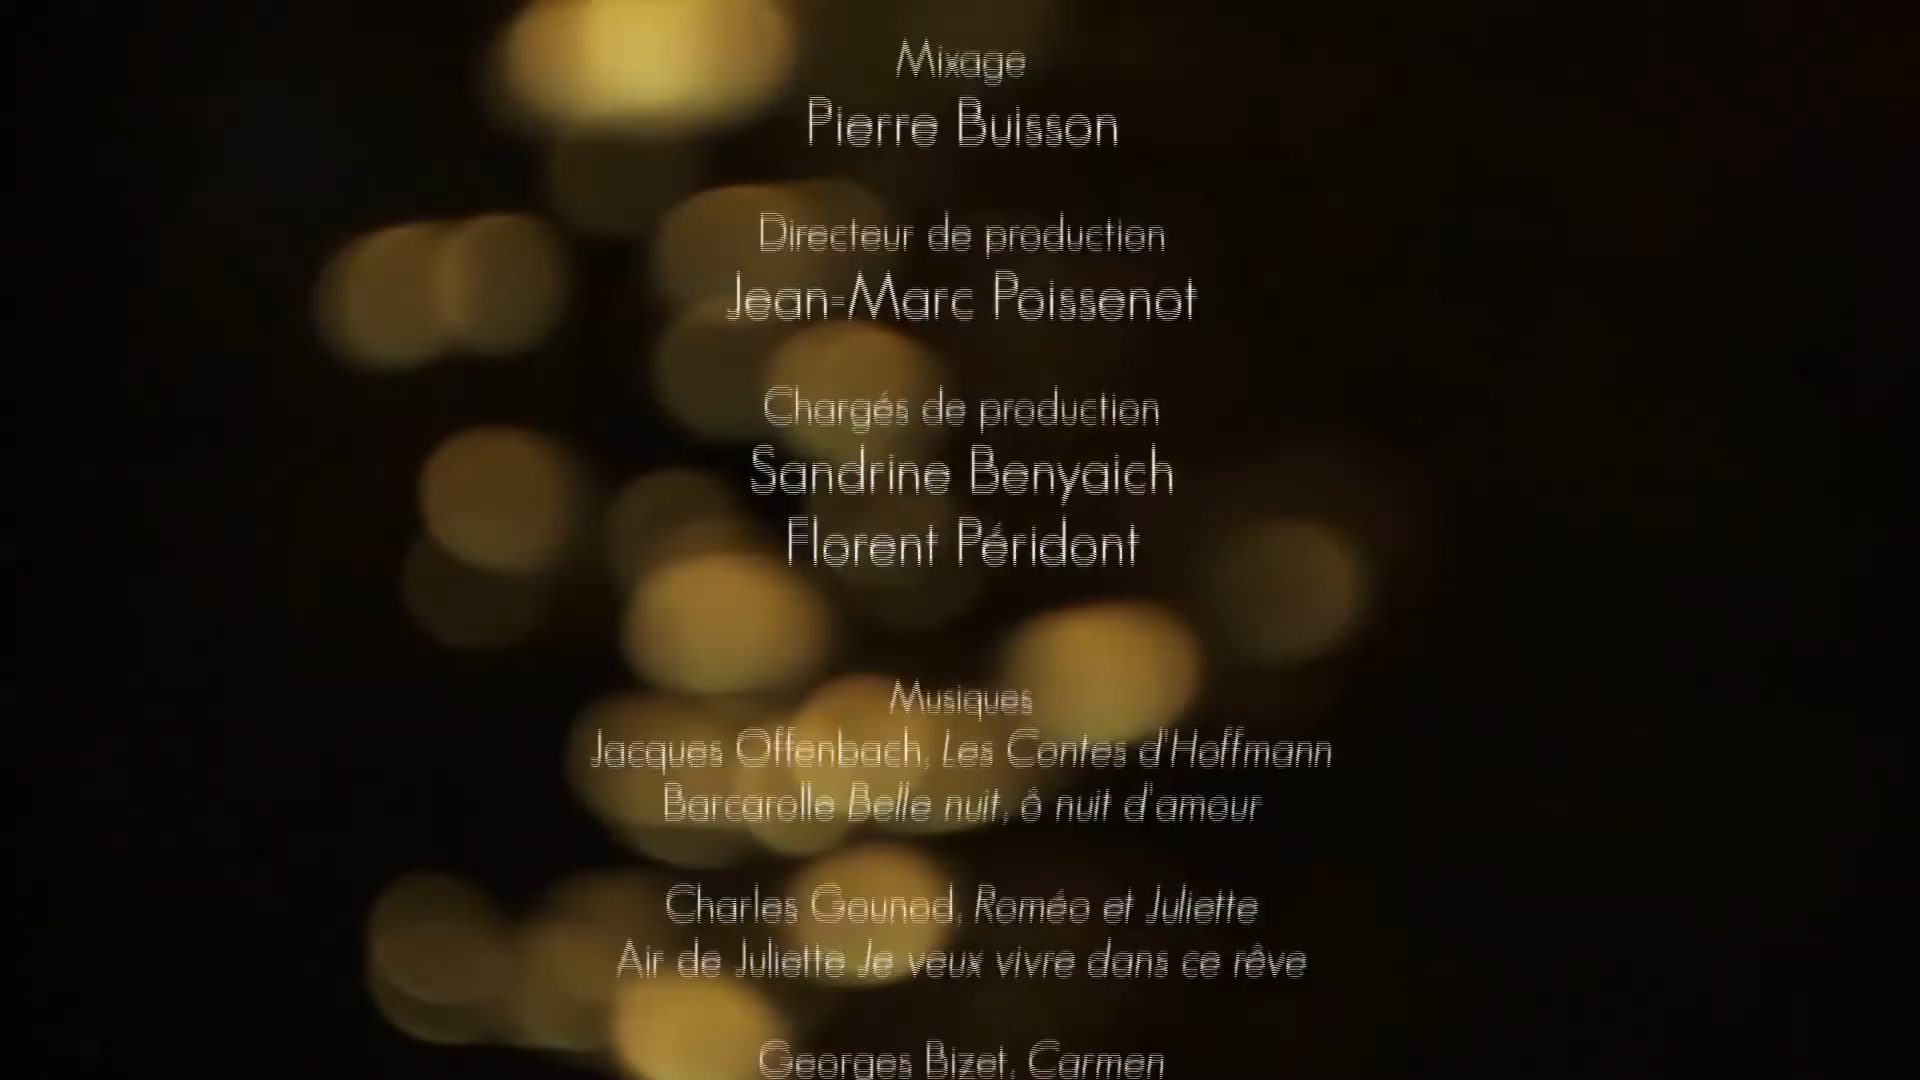 Mixage
Pierre Buisson
Directeur de production
Jean-Marc Poissenot
Chargés de production
Sandrine Benyaich
Florent Péridont
Musiques
Jacques Offenbach, Les Contes d'Hoffmann
Barcarolle Belle nuit, ô nuit d'amour
Charles Gounod, Roméo et Juliette
Air de Juliette Je veux vivre dans ce rêve
Georges Bizet, Carmen